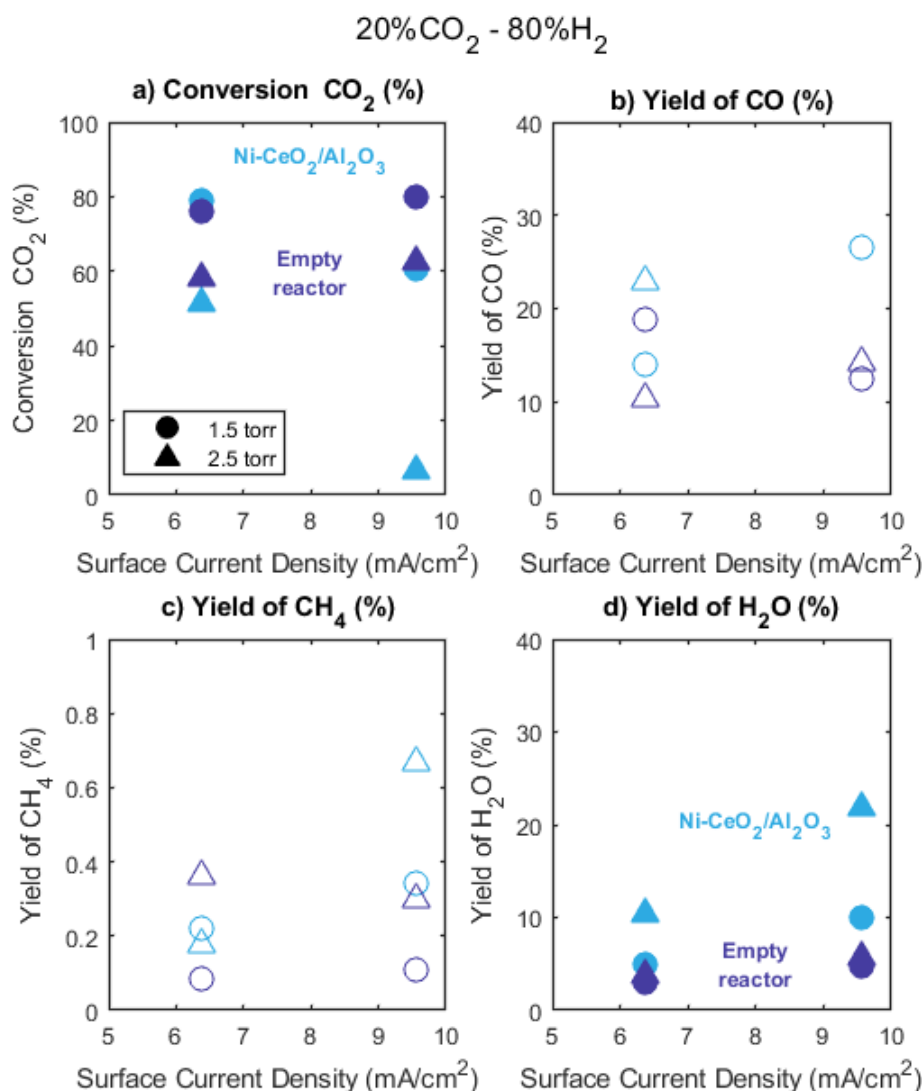 20%CO₂ - 80%H₂
a) Conversion CO₂ (%)
Conversion CO₂ (%)
100
80
60
40
20
0
Ni-CeO₂/Al₂O₃
Empty
reactor
1.5 torr
2.5 torr
5 6 7 8 9 10
Surface Current Density (mA/cm²)
b) Yield of CO (%)
Yield of CO (%)
40
30
20
10
0
5 6 7 8 9 10
Surface Current Density (mA/cm²)
c) Yield of CH₄ (%)
Yield of CH₄ (%)
1
0.8
0.6
0.4
0.2
0
5 6 7 8 9 10
Surface Current Density (mA/cm²)
d) Yield of H₂O (%)
Yield of H₂O (%)
40
30
20
10
0
Ni-CeO₂/Al₂O₃
Empty
reactor
5 6 7 8 9 10
Surface Current Density (mA/cm²)